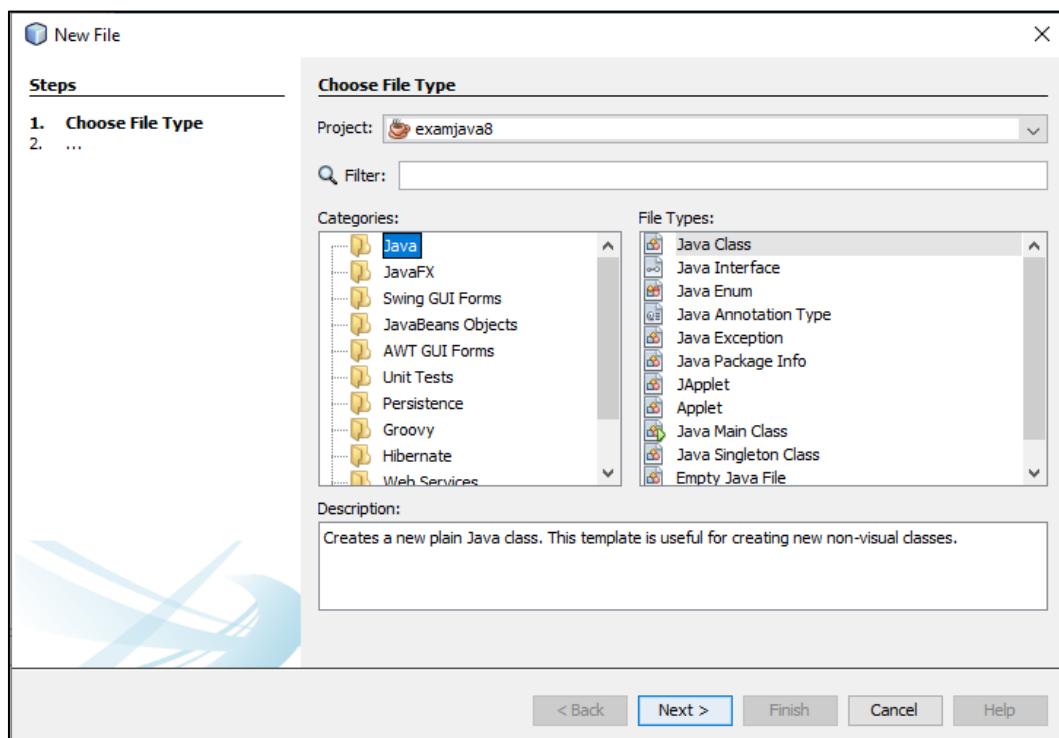 New File
Steps
1. Choose File Type
2. ...
Choose File Type
Project: examjava8
Filter:
Categories:
Java
JavaFX
Swing GUI Forms
JavaBeans Objects
AWT GUI Forms
Unit Tests
Persistence
Groovy
Hibernate
Web Services
File Types:
Java Class
Java Interface
Java Enum
Java Annotation Type
Java Exception
Java Package Info
JApplet
Applet
Java Main Class
Java Singleton Class
Empty Java File
Description:
Creates a new plain Java class. This template is useful for creating new non-visual classes.
< Back Next > Finish Cancel Help